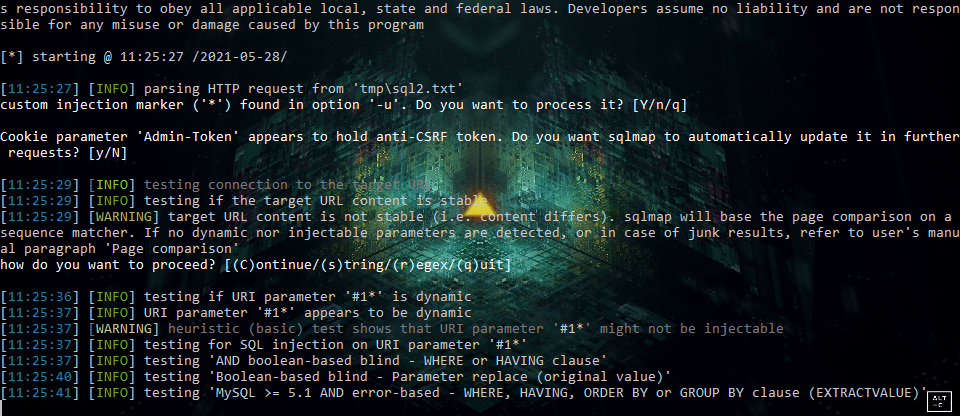 s responsibility to obey all applicable local, state and federal laws. Developers assume no liability and are not respon
sible for any misuse or damage caused by this program
[*] starting @ 11:25:27 /2021-05-28/
[11:25:27] [INFO] parsing HTTP request from 'tmp\sql2.txt'
custom injection marker ('*') found in option '-u'. Do you want to process it? [Y/n/q]
Cookie parameter 'Admin-Token' appears to hold anti-CSRF token. Do you want sqlmap to automatically update it in further
 requests? [y/N]
[11:25:29] [INFO] testing connection to the target URL
[11:25:29] [INFO] testing if the target URL content is stable
[11:25:29] [WARNING] target URL content is not stable (i.e. content differs). sqlmap will base the page comparison on a
sequence matcher. If no dynamic nor injectable parameters are detected, or in case of junk results, refer to user's manu
al paragraph 'Page comparison'
how do you want to proceed? [(C)ontinue/(s)tring/(r)egex/(q)uit]
[11:25:36] [INFO] testing if URI parameter '#1*' is dynamic
[11:25:37] [INFO] URI parameter '#1*' appears to be dynamic
[11:25:37] [WARNING] heuristic (basic) test shows that URI parameter '#1*' might not be injectable
[11:25:37] [INFO] testing for SQL injection on URI parameter '#1*'
[11:25:37] [INFO] testing 'AND boolean-based blind - WHERE or HAVING clause'
[11:25:40] [INFO] testing 'Boolean-based blind - Parameter replace (original value)'
[11:25:41] [INFO] testing 'MySQL >= 5.1 AND error-based - WHERE, HAVING, ORDER BY or GROUP BY clause (EXTRACTVALUE)'
ALT